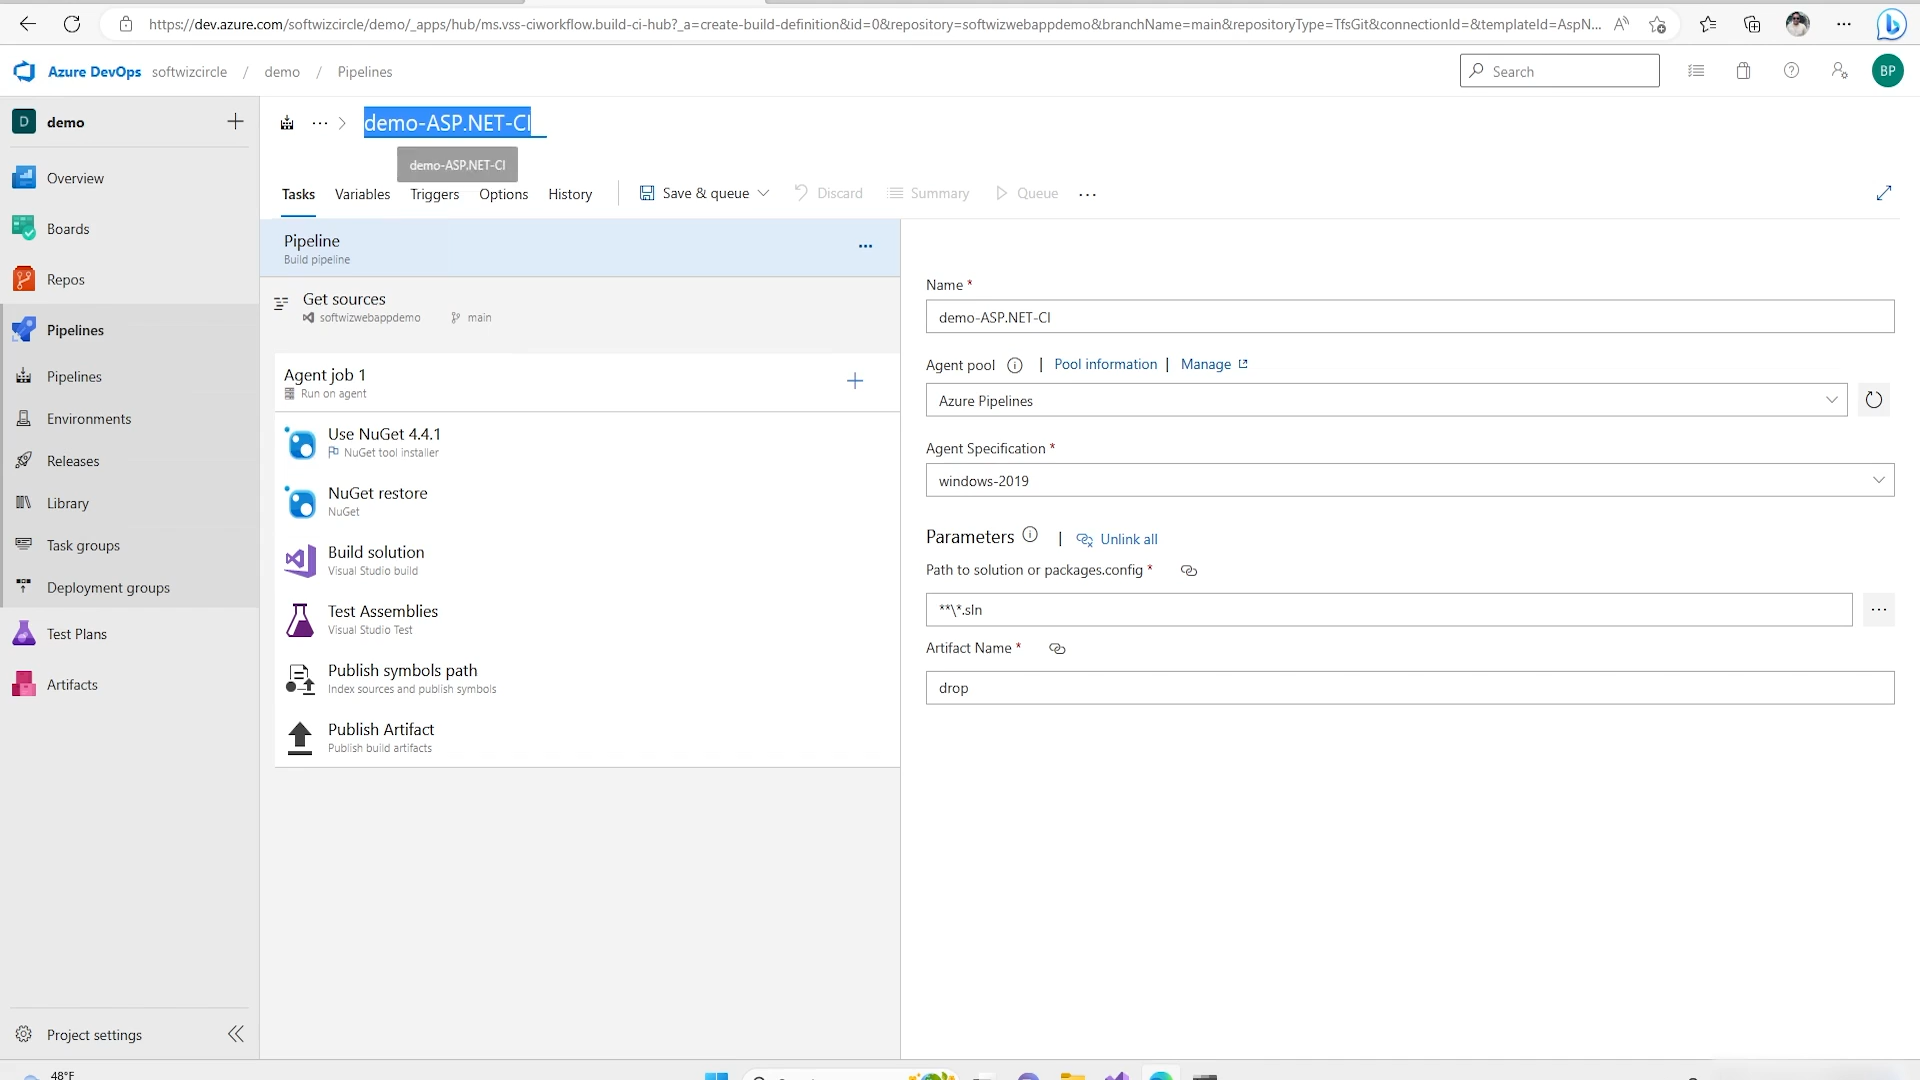 https://dev.azure.com/softwizcircle/demo/_apps/hub/ms.vss-ciworkflow.build-ci-hub?_a=create-build-definition&id=0&repository=softwizwebappdemo&branchName=main&repositoryType=TfsGit&connectionId=&templateId=AspN...
Azure DevOps softwizcircle / demo / Pipelines
Search
BP
D demo
demo-ASP.NET-CI
demo-ASP.NET-CI
Tasks Variables Triggers Options History Save & queue Discard Summary Queue
Overview
Boards
Repos
Pipelines
Pipelines
Environments
Releases
Library
Task groups
Deployment groups
Test Plans
Artifacts
Project settings
Pipeline
Build pipeline
Get sources
softwizwebappdemo main
Agent job 1
Run on agent
Use NuGet 4.4.1
NuGet tool installer
NuGet restore
NuGet
Build solution
Visual Studio build
Test Assemblies
Visual Studio Test
Publish symbols path
Index sources and publish symbols
Publish Artifact
Publish build artifacts
Name *
demo-ASP.NET-CI
Agent pool | Pool information | Manage
Azure Pipelines
Agent Specification *
windows-2019
Parameters | Unlink all
Path to solution or packages.config *
**\*.sln
Artifact Name *
drop
48°F